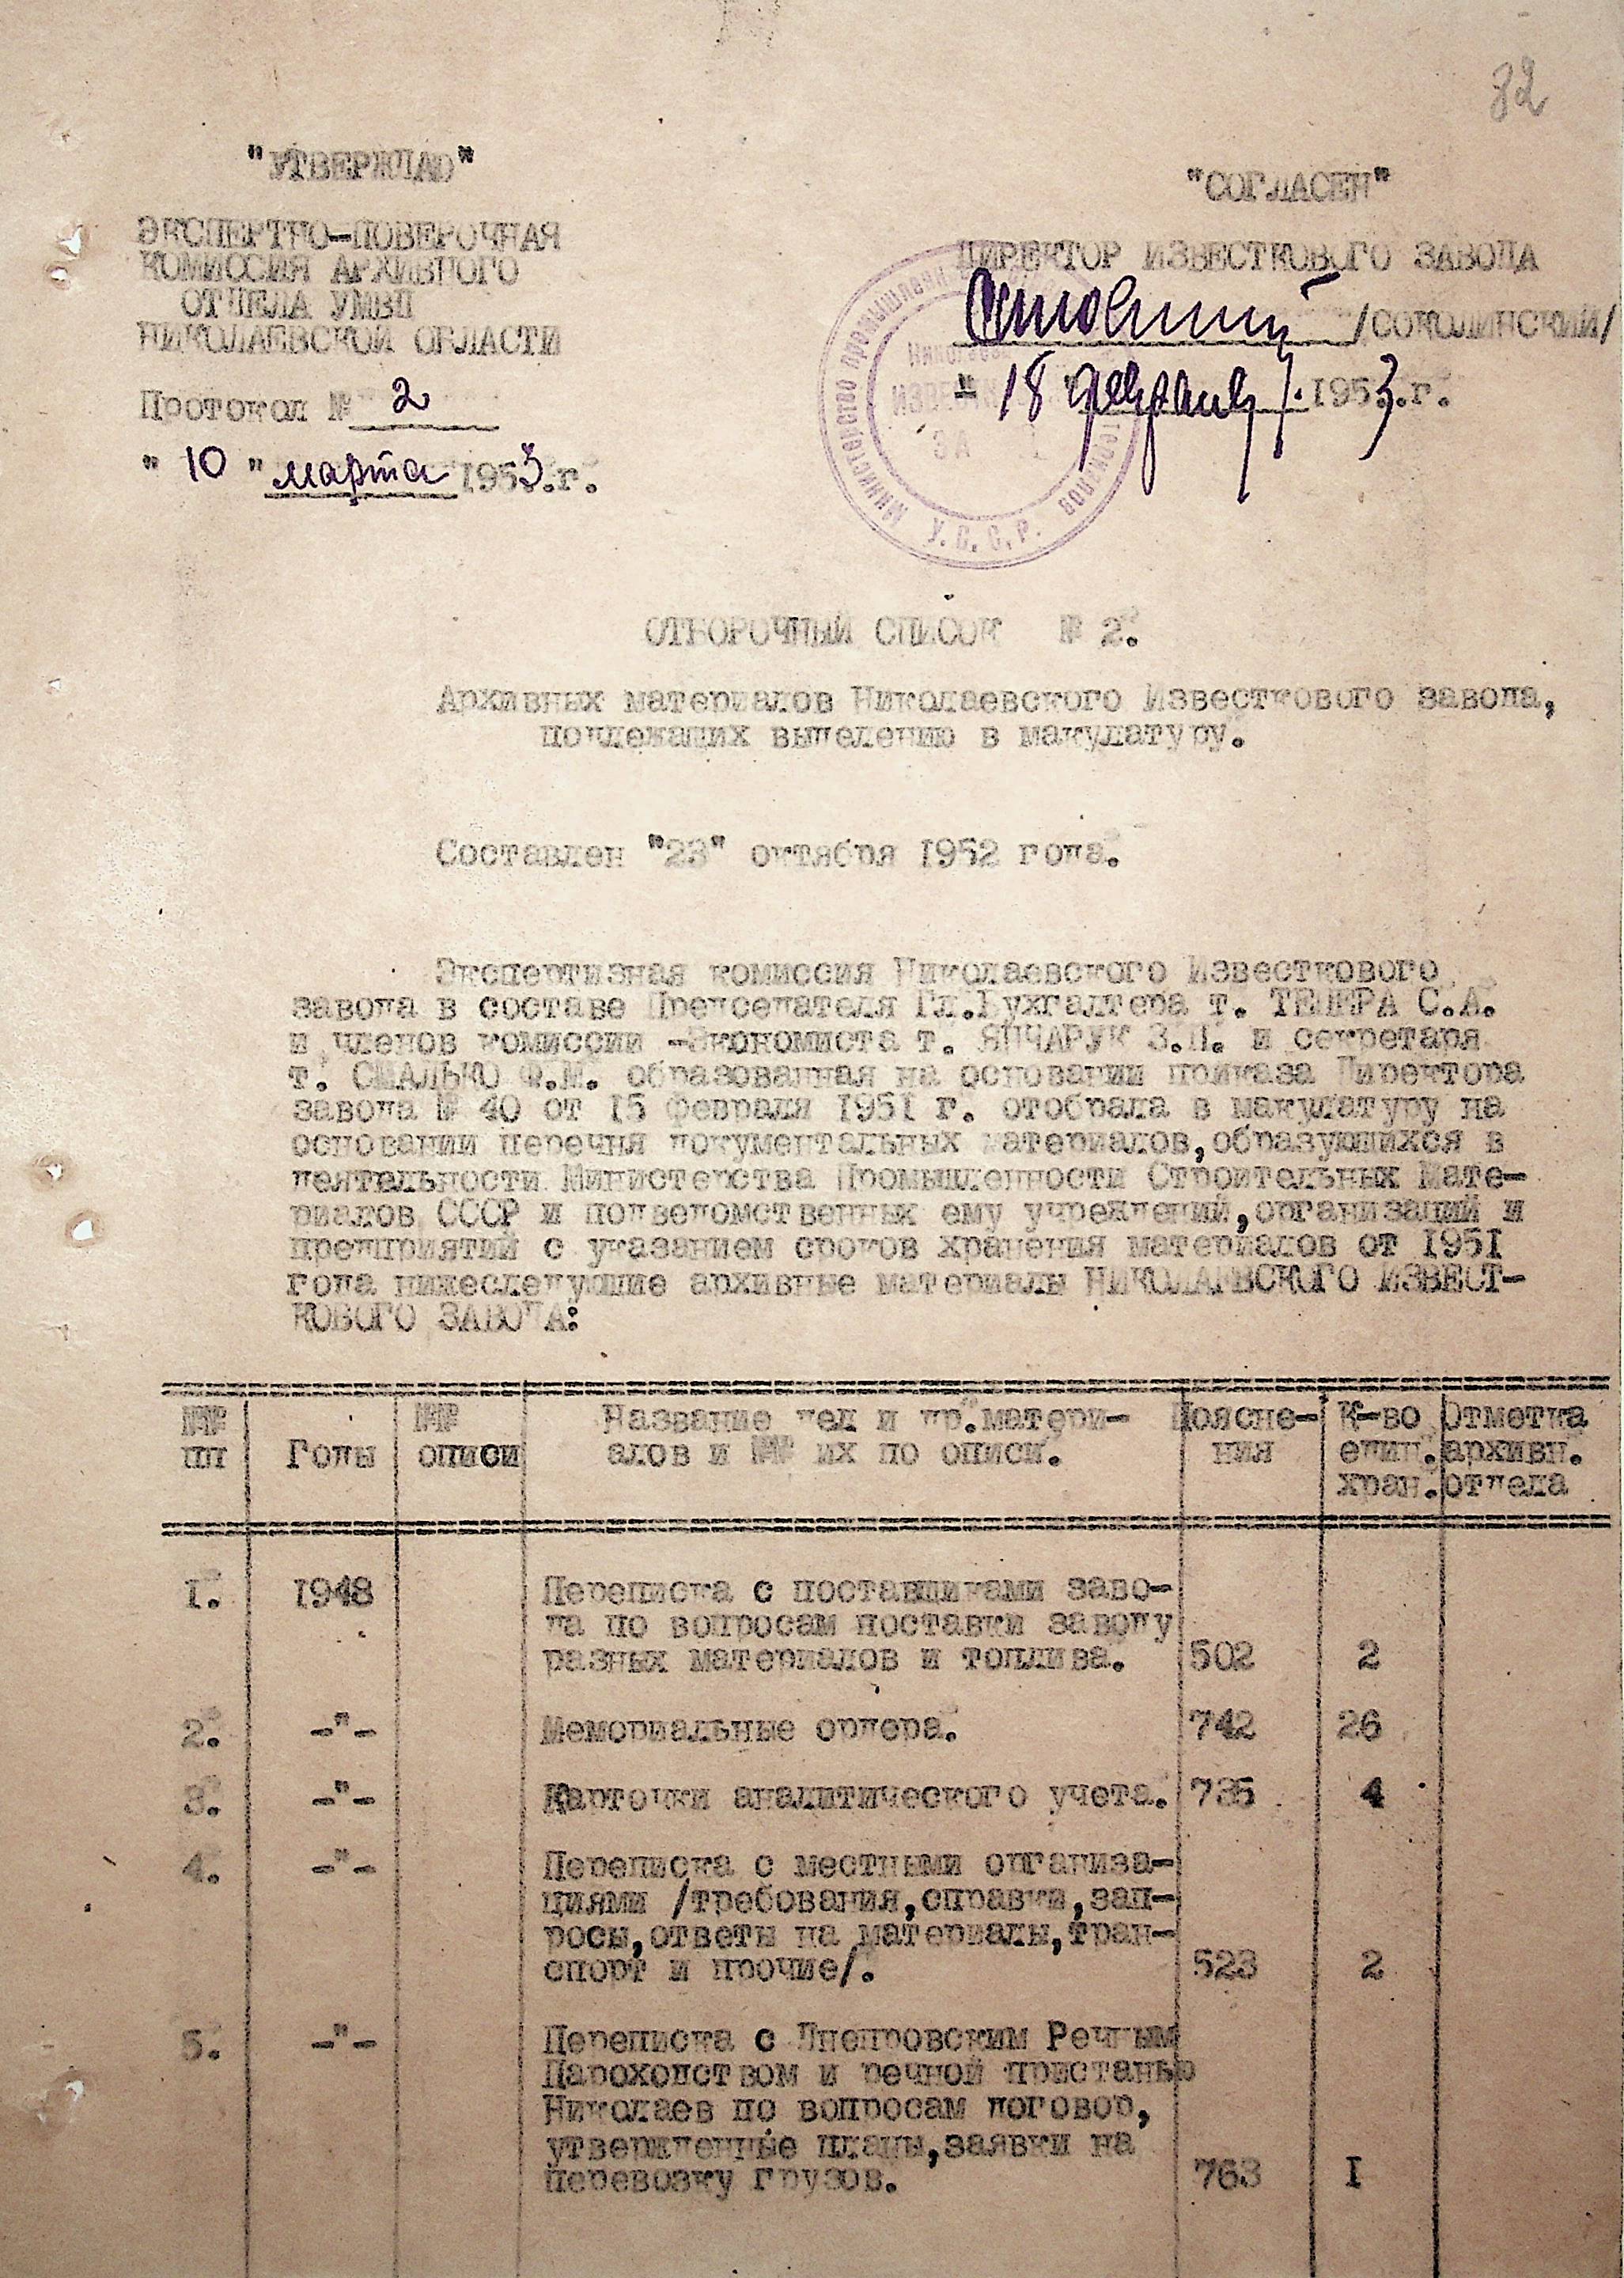 32
"УТВЕРЖДАЮ"
ЭКСПЕРТНО-ПОВЕРОЧНАЯ
КОМИССИЯ АРХИВНОГО
ОТДЕЛА УМВД
НИКОЛАЕВСКОЙ ОБЛАСТИ
Протокол № 2
" 10 " марта 1953.г.
"СОГЛАСЕН"
ДИРЕКТОР ИЗВЕСТКОВОГО ЗАВОДА
/СОКОЛИНСКИЙ/
" 18 февраля 1953.г.
Министерство промышлен
У.С.С.Р.
ОТБОРОЧНЫЙ СПИСОК № 2.
Архивных материалов Николаевского Известкового завода,
подлежащих выделению в макулатуру.
Составлен "23" октября 1952 года.
Экспертизная комиссия Николаевского Известкового
завода в составе Председателя Гл.Бухгалтера т. ТЕПЕРА С.А.
и членов комиссии -Экономиста т. ЯНЧАРУК З.П. и секретаря
т. СМАЛЬКО Ф.М. образованная на основании приказа Директора
завода № 40 от 15 февраля 1951 г. отобрала в макулатуру на
основании перечня документальных материалов,образующихся в
деятельности Министерства Промышленности Строительных Мате-
риалов СССР и подведомственных ему учреждений,организаций и
предприятий с указанием сроков хранения материалов от 1951
года нижеследующие архивные материалы НИКОЛАЕВСКОГО ИЗВЕСТ-
КОВОГО ЗАВОДА:
№№ пп
Годы
№№ описи
Название дел и др.матери-
алов и №№ их по описи.
Поясне-
ния
К-во
един.
хран.
Отметка
архивн.
отдела
1. 1948 Переписка с поставщиками заво-
да по вопросам поставки заводу
разных материалов и топлива. 502 2
2. -"- Мемориальные ордера. 742 26
3. -"- Карточки аналитического учета. 735 4
4. -"- Переписка с местными организа-
циями /требования,справки,зап-
росы,ответы на материалы,тран-
спорт и прочие/. 523 2
5. -"- Переписка с Днепровским Речным
Пароходством и речной пристанью
Николаев по вопросам договор,
утвержденные планы,заявки на
перевозку грузов. 763 I